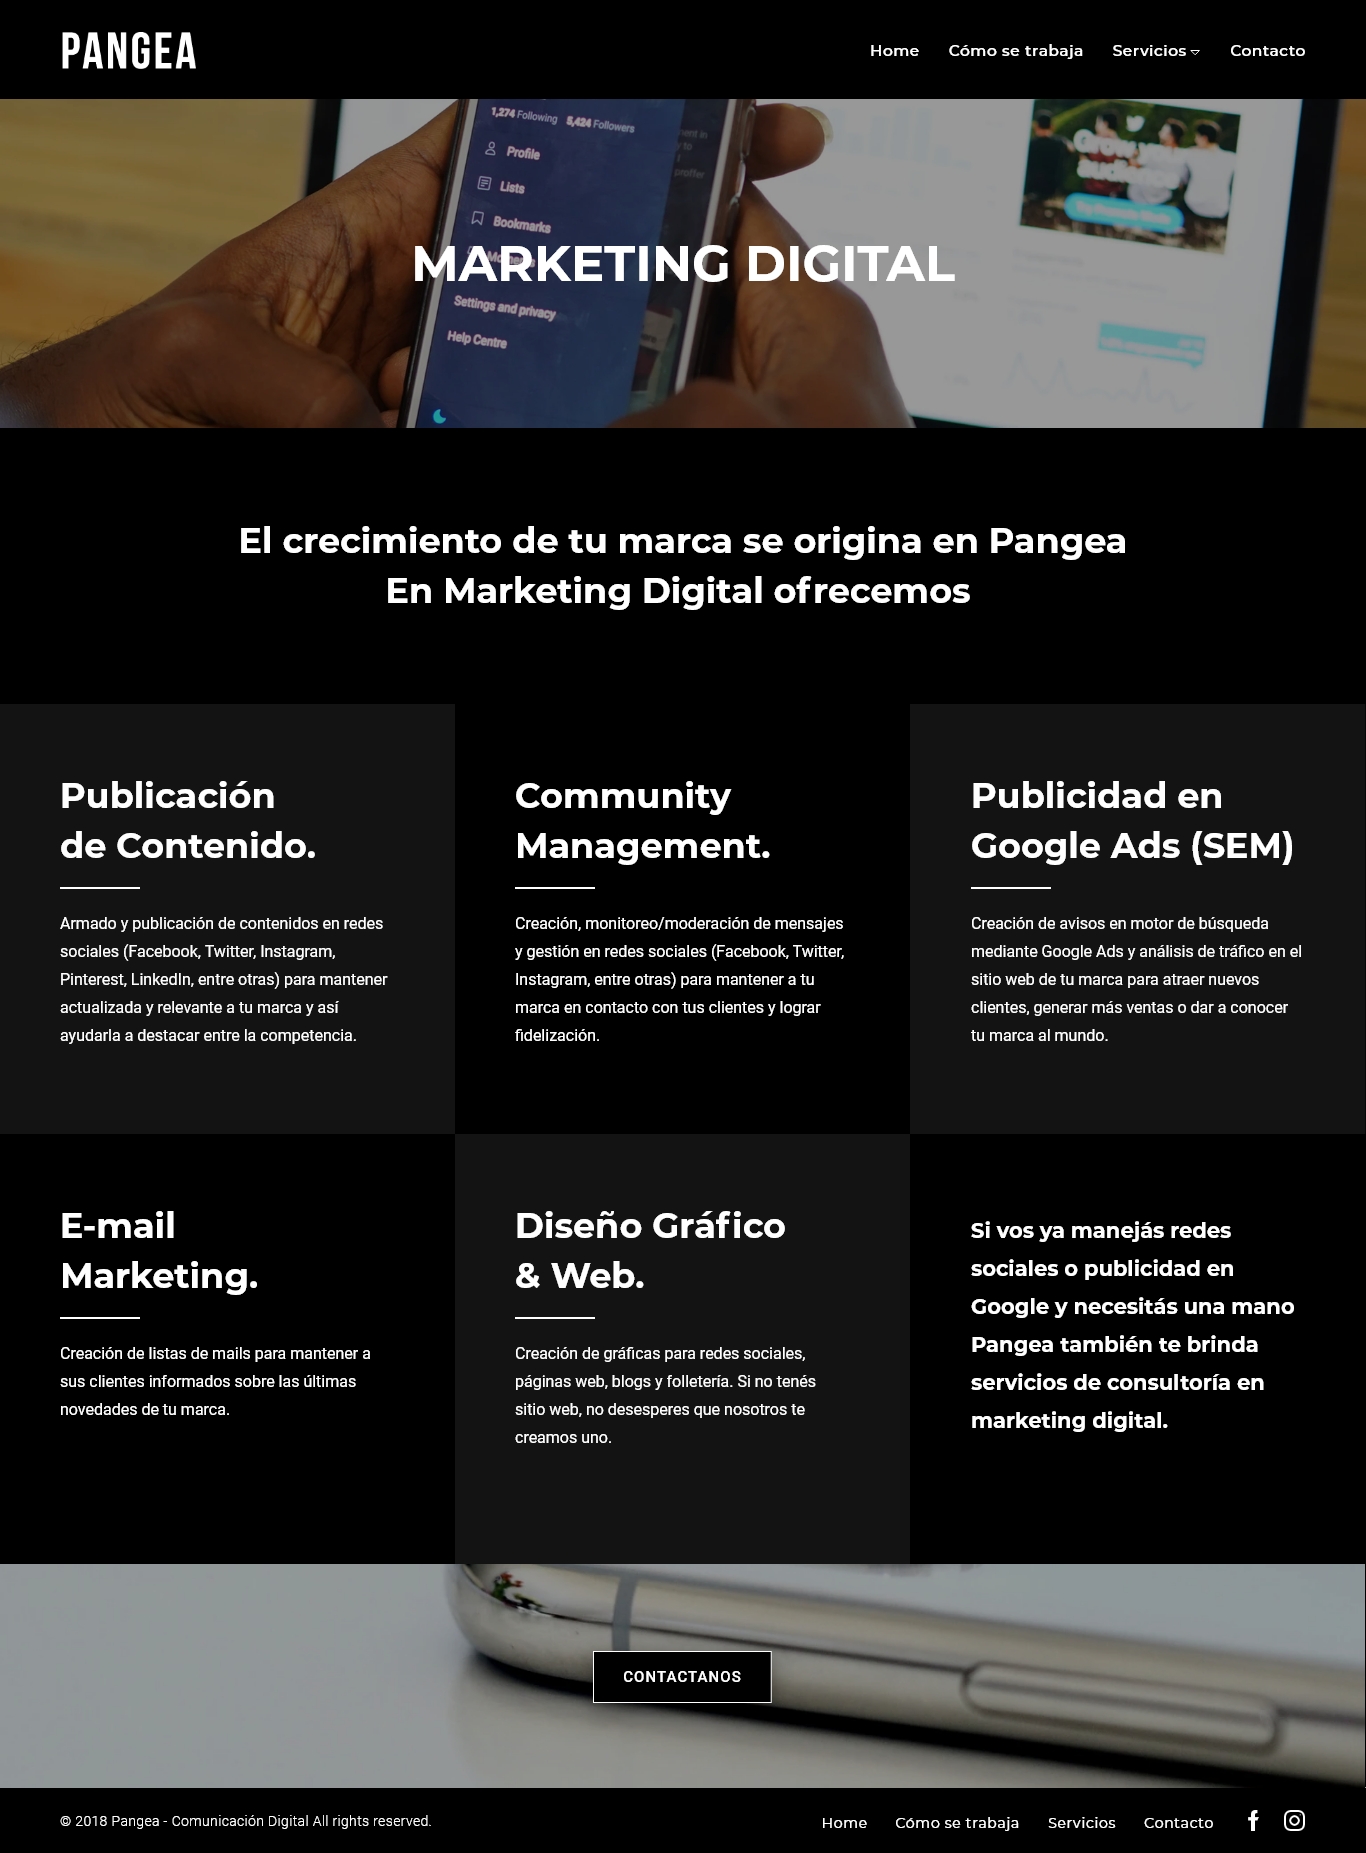 PANGEA
Home Cómo se trabaja Servicios Contacto
1,274 Following 5,424 Followers
Profile
Lists
Bookmarks
MARKETING DIGITAL
Settings and privacy
Help Centre
El crecimiento de tu marca se origina en Pangea
En Marketing Digital ofrecemos
Publicación
de Contenido.
Armado y publicación de contenidos en redes
sociales (Facebook, Twitter, Instagram,
Pinterest, LinkedIn, entre otras) para mantener
actualizada y relevante a tu marca y así
ayudarla a destacar entre la competencia.
Community
Management.
Creación, monitoreo/moderación de mensajes
y gestión en redes sociales (Facebook, Twitter,
Instagram, entre otras) para mantener a tu
marca en contacto con tus clientes y lograr
fidelización.
Publicidad en
Google Ads (SEM)
Creación de avisos en motor de búsqueda
mediante Google Ads y análisis de tráfico en el
sitio web de tu marca para atraer nuevos
clientes, generar más ventas o dar a conocer
tu marca al mundo.
E-mail
Marketing.
Creación de listas de mails para mantener a
sus clientes informados sobre las últimas
novedades de tu marca.
Diseño Gráfico
& Web.
Creación de gráficas para redes sociales,
páginas web, blogs y folletería. Si no tenés
sitio web, no desesperes que nosotros te
creamos uno.
Si vos ya manejás redes
sociales o publicidad en
Google y necesitás una mano
Pangea también te brinda
servicios de consultoría en
marketing digital.
CONTACTANOS
© 2018 Pangea - Comunicación Digital All rights reserved.
Home Cómo se trabaja Servicios Contacto